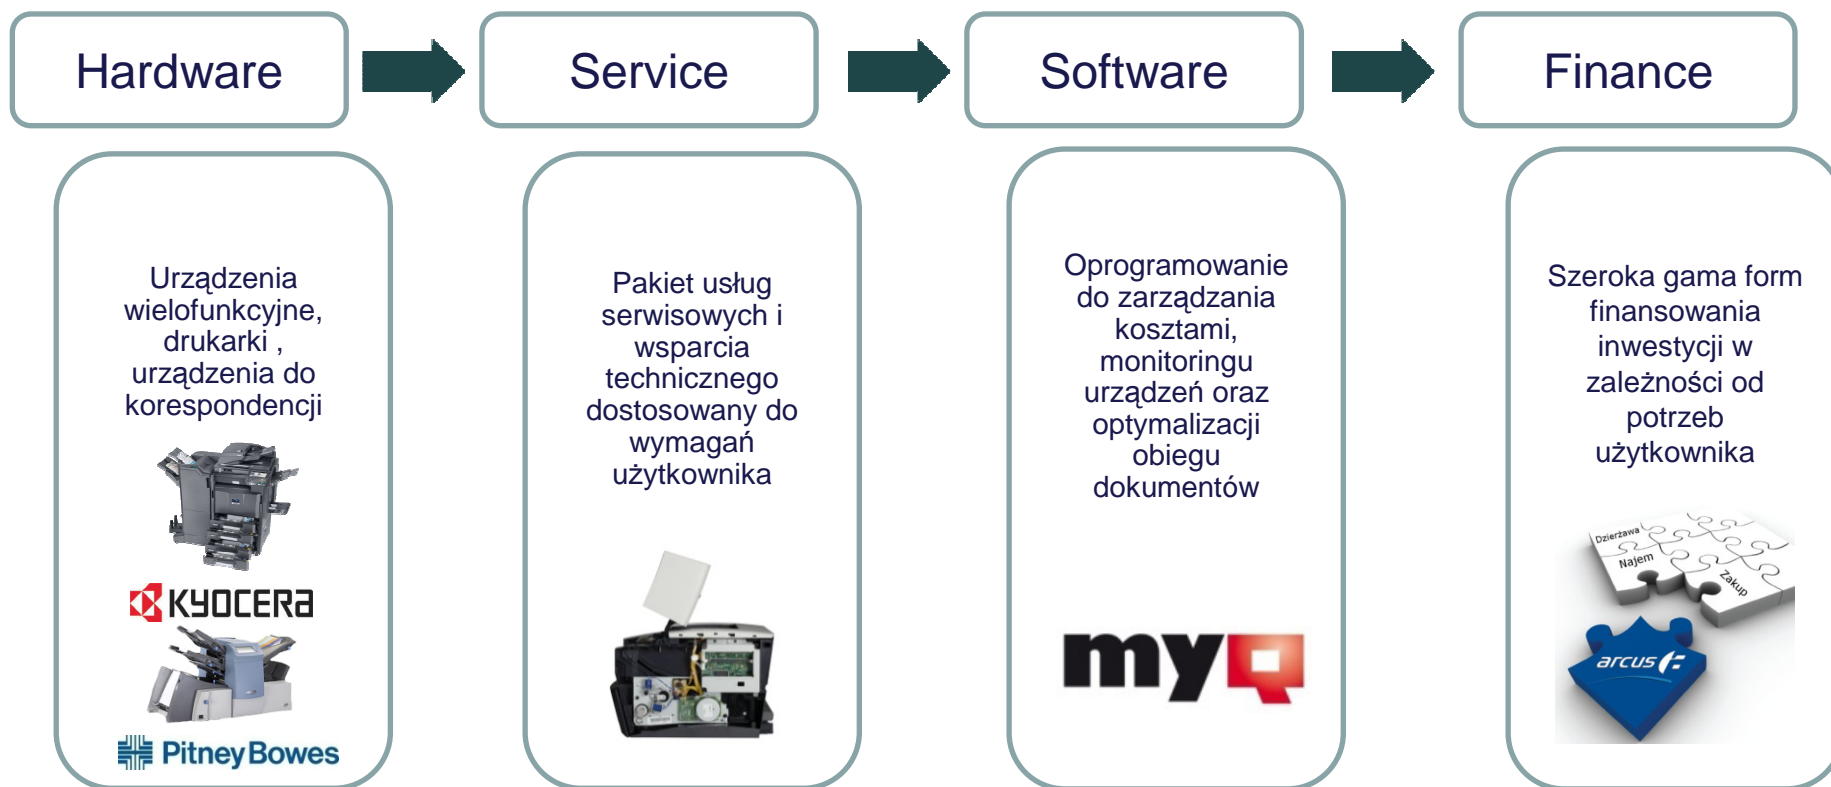 Hardware
Service
Software
Finance
Urządzenia
wielofunkcyjne,
drukarki ,
urządzenia do
korespondencji
KYOCERA
Pitney Bowes
Pakiet usług
serwisowych i
wsparcia
technicznego
dostosowany do
wymagań
użytkownika
Oprogramowanie
do zarządzania
kosztami,
monitoringu
urządzeń oraz
optymalizacji
obiegu
dokumentów
myQ
Szeroka gama form
finansowania
inwestycji w
zależności od
potrzeb
użytkownika
Dzierżawa
Najem
Zakup
arcus